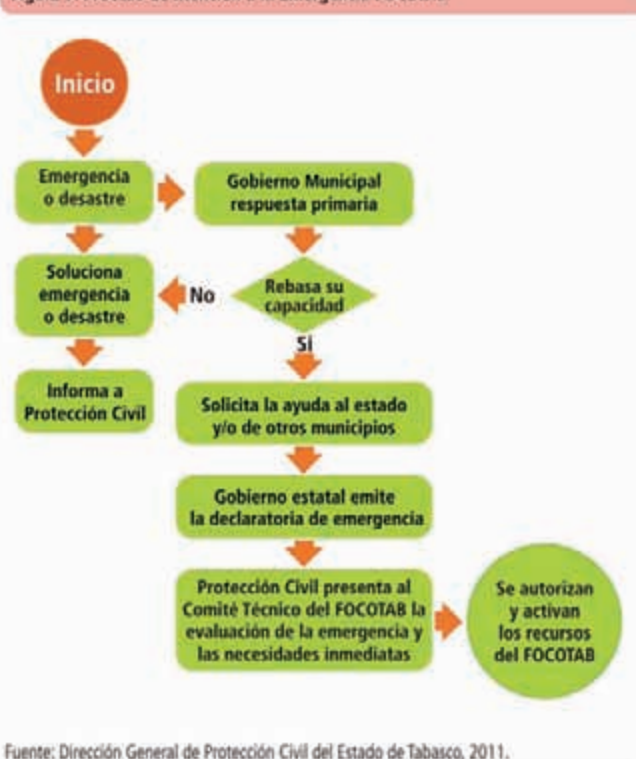 Inicio
Emergencia
o desastre
Gobierno Municipal
respuesta primaria
Soluciona
emergencia
o desastre
No
Rebasa su
capacidad
Sí
Informa a
Protección Civil
Solicita la ayuda al estado
y/o de otros municipios
Gobierno estatal emite
la declaratoria de emergencia
Protección Civil presenta al
Comité Técnico del FOCOTAB la
evaluación de la emergencia y
las necesidades inmediatas
Se autorizan
y activan
los recursos
del FOCOTAB
Fuente: Dirección General de Protección Civil del Estado de Tabasco, 2011.